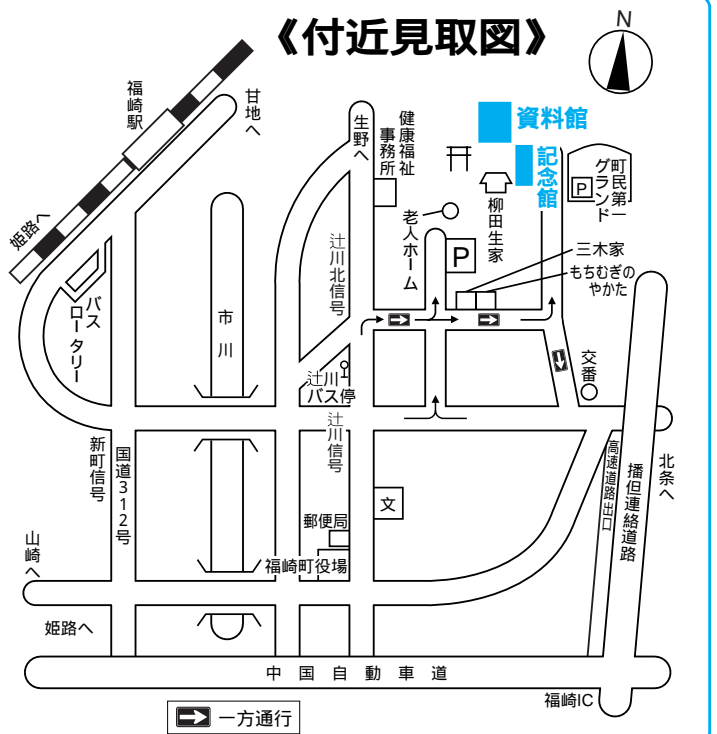 《付近見取図》
N
福崎駅
甘地へ
生野へ
健康福祉
事務所
資料館
記念館
町民第一
グランド
P
柳田生家
老人ホーム
P
三木家
もちむぎの
やかた
姫路へ
バス
ロータリー
市川
辻川北信号
辻川
バス停
交番
辻川信号
新町信号
国道312号
高速道路出口
播但連絡道路
北条へ
文
郵便局
福崎町役場
山崎へ
姫路へ
中国自動車道
福崎IC
一方通行